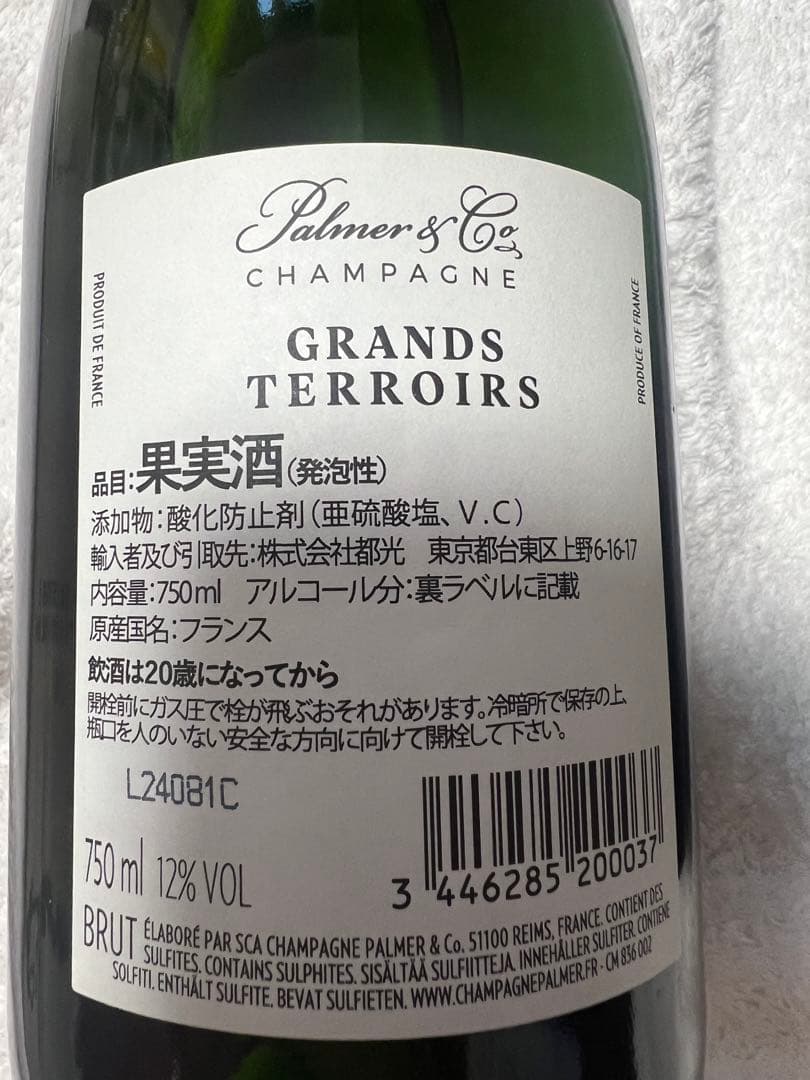 Palmer & Co
CHAMPAGNE
PRODUIT DE FRANCE
PRODUCE OF FRANCE
GRANDS
TERROIRS
品目:果実酒(発泡性)
添加物:酸化防止剤(亜硫酸塩、V.C)
輸入者及び引取先:株式会社都光 東京都台東区上野6-16-17
内容量:750ml アルコール分:裏ラベルに記載
原産国名:フランス
飲酒は20歳になってから
開栓前にガス圧で栓が飛ぶおそれがあります。冷暗所で保存の上、
瓶口を人のいない安全な方向に向けて開栓して下さい。
L24081C
750 ml 12% VOL
3 446285 200037
BRUT ÉLABORÉ PAR SCA CHAMPAGNE PALMER & Co. 51100 REIMS, FRANCE. CONTIENT DES
SULFITES. CONTAINS SULPHITES. SISÄLTÄÄ SULFIITTEJA. INNEHÅLLER SULFITER. CONTIENE
SOLFITI. ENTHÄLT SULFITE. BEVAT SULFIETEN. WWW.CHAMPAGNEPALMER.FR - CM 836 002